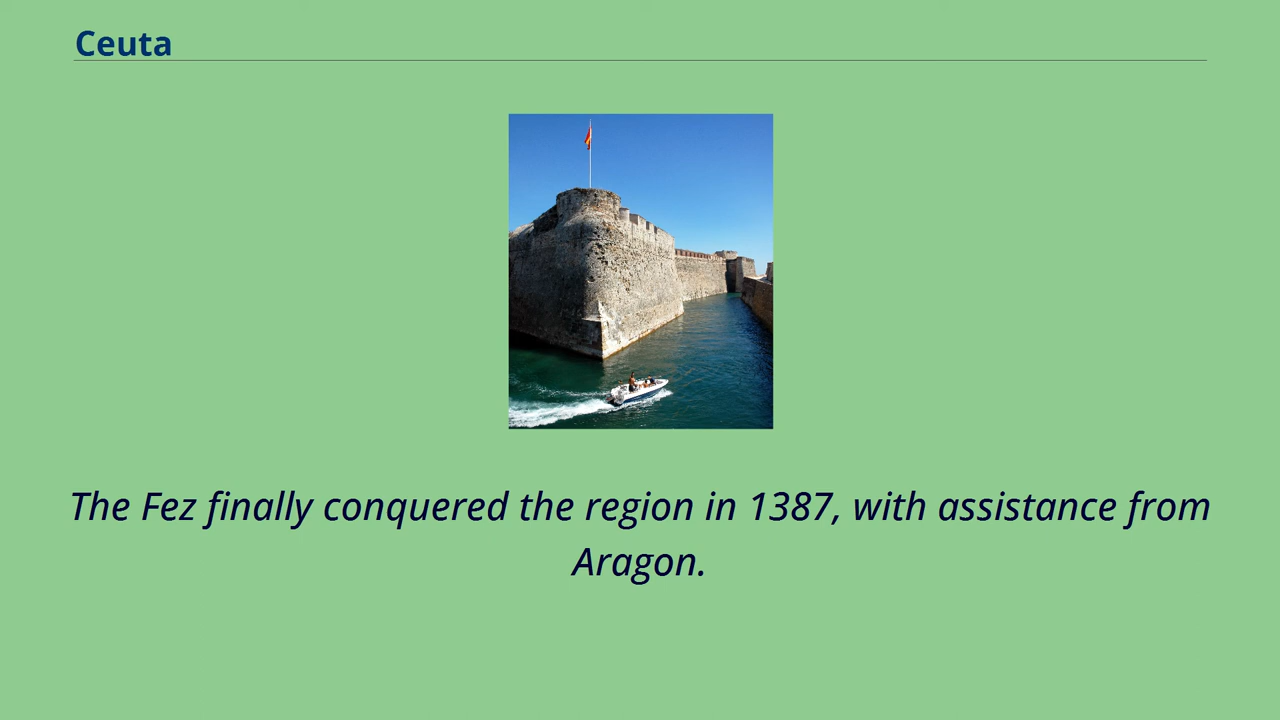 Ceuta
The Fez finally conquered the region in 1387, with assistance from
Aragon.